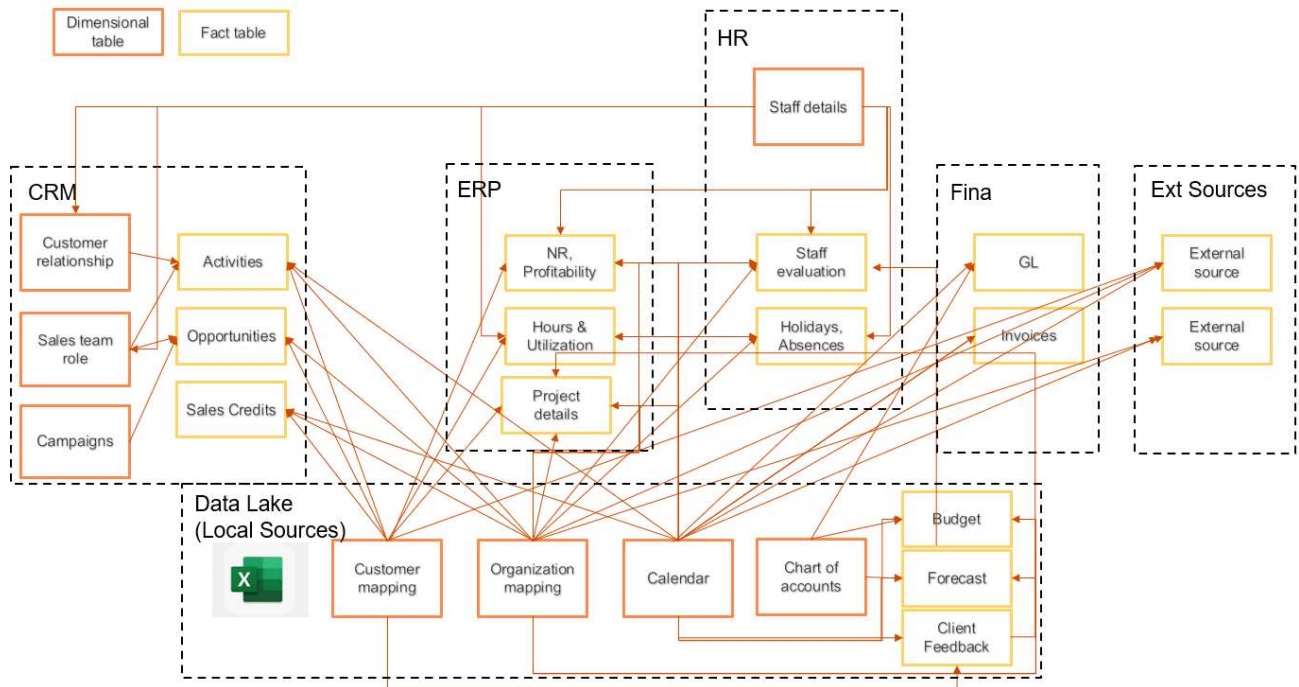 Dimensional
table
Fact table
HR
Staff details
CRM
Customer
relationship
Activities
Sales team
role
Opportunities
Sales Credits
Campaigns
ERP
NR,
Profitability
Hours &
Utilization
Project
details
Staff
evaluation
Holidays,
Absences
Fina
GL
Invoices
Ext Sources
External
source
External
source
Data Lake
(Local Sources)
X
Customer
mapping
Organization
mapping
Calendar
Chart of
accounts
Budget
Forecast
Client
Feedback